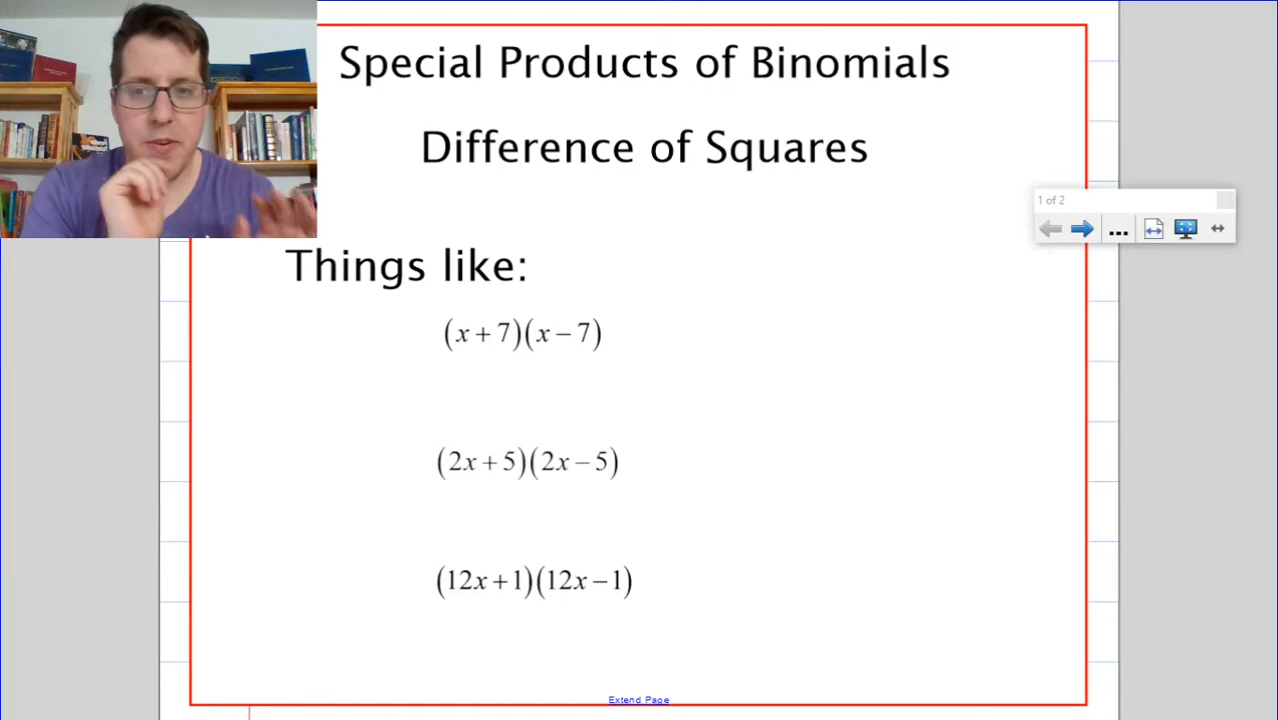 Special Products of Binomials
Difference of Squares
1 of 2
Things like:
(x + 7)(x − 7)
(2x + 5)(2x − 5)
(12x + 1)(12x − 1)
Extend Page